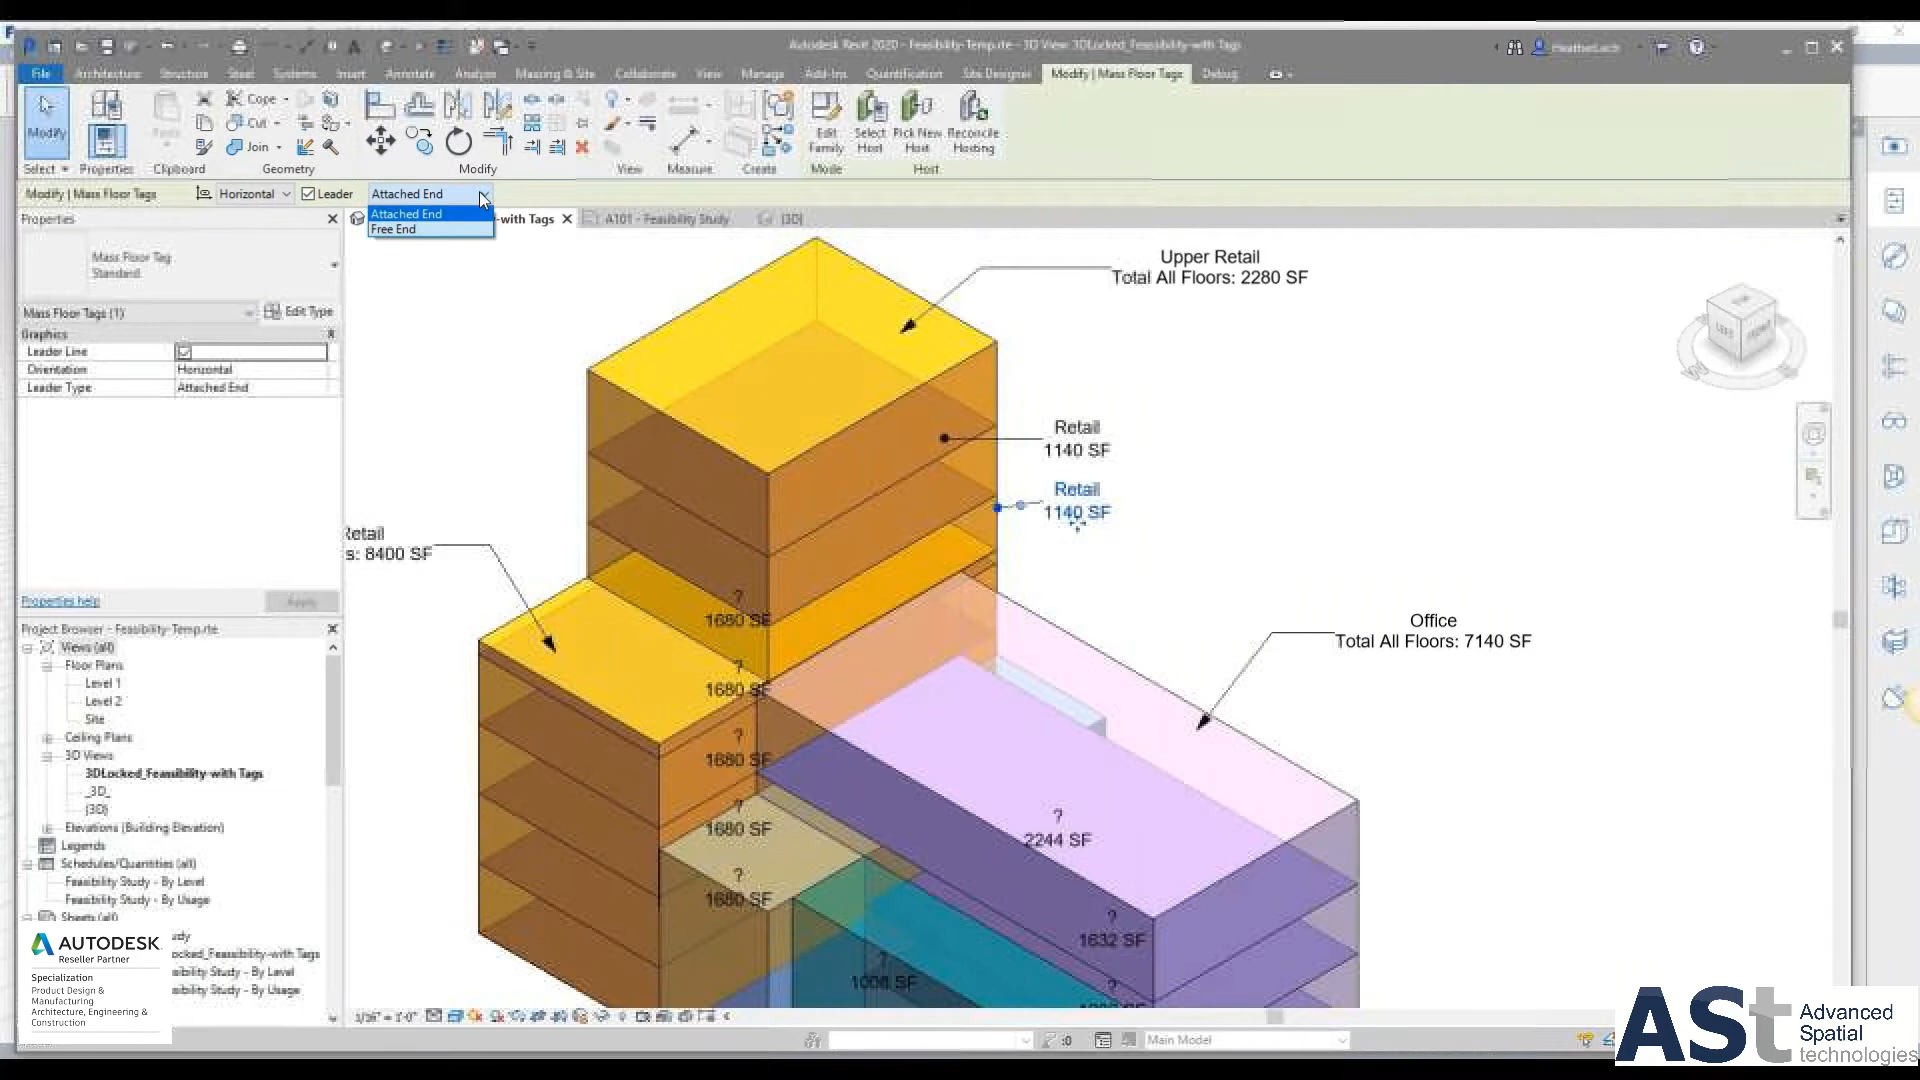 Autodesk Revit 2020 - Feasibility-Temp.rte - 3D View: 3DLocked_Feasibility-with Tags
HeatherLech
File Architecture Structure Steel Systems Insert Annotate Analyze Massing & Site Collaborate View Manage Add-Ins Quantification Site Designer Modify | Mass Floor Tags Debug
Cope
Cut
Join
Modify
Edit Family
Select Host
Pick New Host
Reconcile Hosting
Select Properties Clipboard Geometry Modify View Measure Create Mode Host
Modify | Mass Floor Tags Horizontal Leader Attached End
Attached End
Free End
Properties
with Tags
A101 - Feasibility Study
{3D}
Mass Floor Tag
Standard
Mass Floor Tags (1) Edit Type
Graphics
Leader Line
Orientation Horizontal
Leader Type Attached End
Properties help Apply
Project Browser - Feasibility-Temp.rte
Views (all)
Floor Plans
Level 1
Level 2
Site
Ceiling Plans
3D Views
3DLocked_Feasibility-with Tags
_3D_
{3D}
Elevations (Building Elevation)
Legends
Schedules/Quantities (all)
Feasibility Study - By Level
Feasibility Study - By Usage
Sheets (all)
udy
ocked_Feasibility-with Tags
sibility Study - By Level
sibility Study - By Usage
Upper Retail
Total All Floors: 2280 SF
Retail
1140 SF
Retail
1140 SF
Retail
s: 8400 SF
Office
Total All Floors: 7140 SF
?
1680 SF
?
1680 SF
?
1680 SF
?
1680 SF
?
1680 SF
?
2244 SF
?
1632 SF
?
1008 SF
?
TOP
LEFT
FRONT
W
1/16" = 1'-0"
:0
Main Model
AUTODESK
Reseller Partner
Specialization
Product Design &
Manufacturing
Architecture, Engineering &
Construction
ASt Advanced
Spatial
technologies